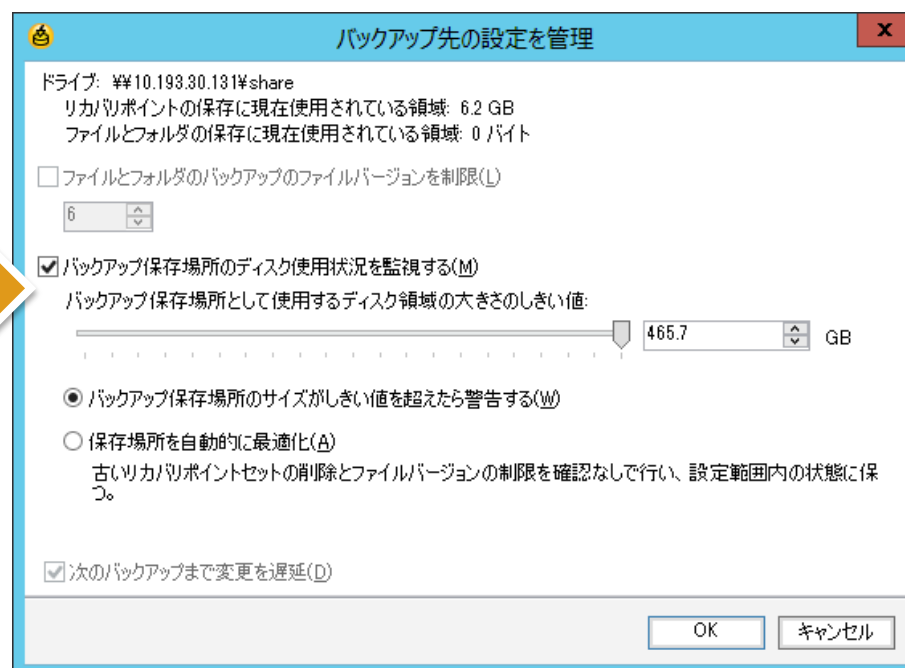 バックアップ先の設定を管理
x
ドライブ: ¥¥10.193.30.131¥share
リカバリポイントの保存に現在使用されている領域: 6.2 GB
ファイルとフォルダの保存に現在使用されている領域: 0 バイト
ファイルとフォルダのバックアップのファイルバージョンを制限(L)
6
バックアップ保存場所のディスク使用状況を監視する(M)
バックアップ保存場所として使用するディスク領域の大きさのしきい値:
465.7 GB
バックアップ保存場所のサイズがしきい値を超えたら警告する(W)
保存場所を自動的に最適化(A)
古いリカバリポイントセットの削除とファイルバージョンの制限を確認なしで行い、設定範囲内の状態に保
つ。
次のバックアップまで変更を遅延(D)
OK キャンセル